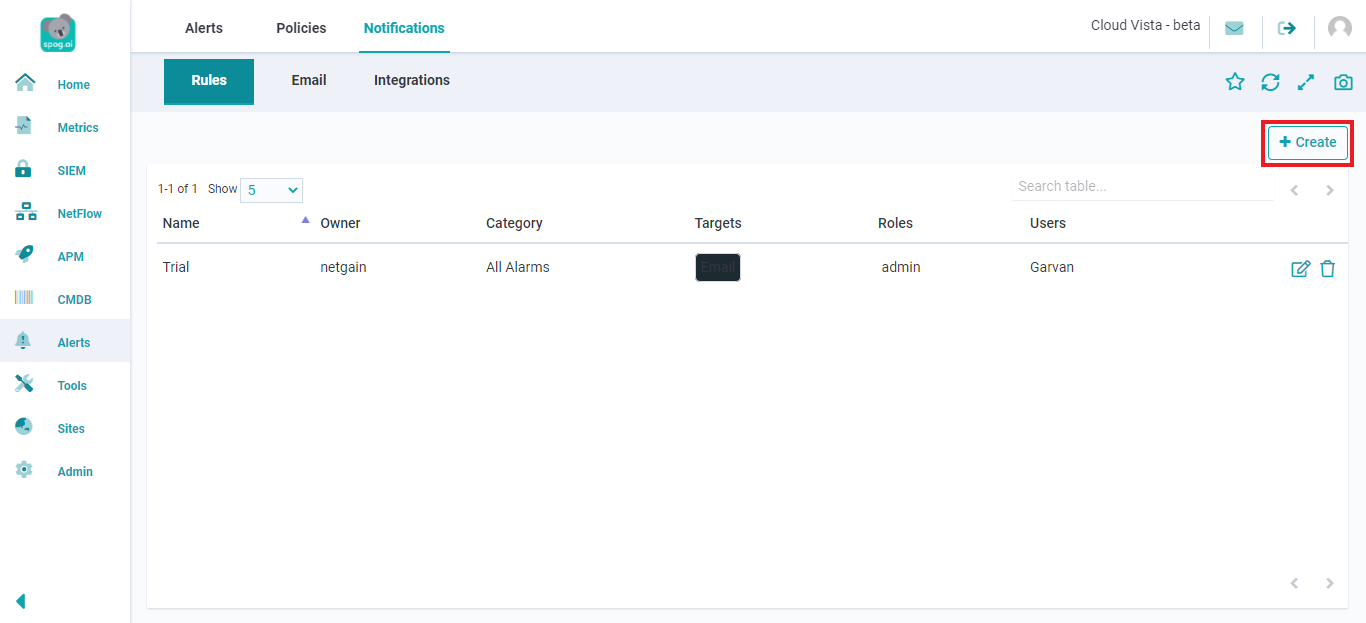 spog.ai
Alerts Policies Notifications Cloud Vista - beta
Rules Email Integrations
Home
Metrics
SIEM
NetFlow
APM
CMDB
Alerts
Tools
Sites
Admin
+ Create
1-1 of 1 Show 5 Search table...
Name Owner Category Targets Roles Users
Trial netgain All Alarms Email admin Garvan